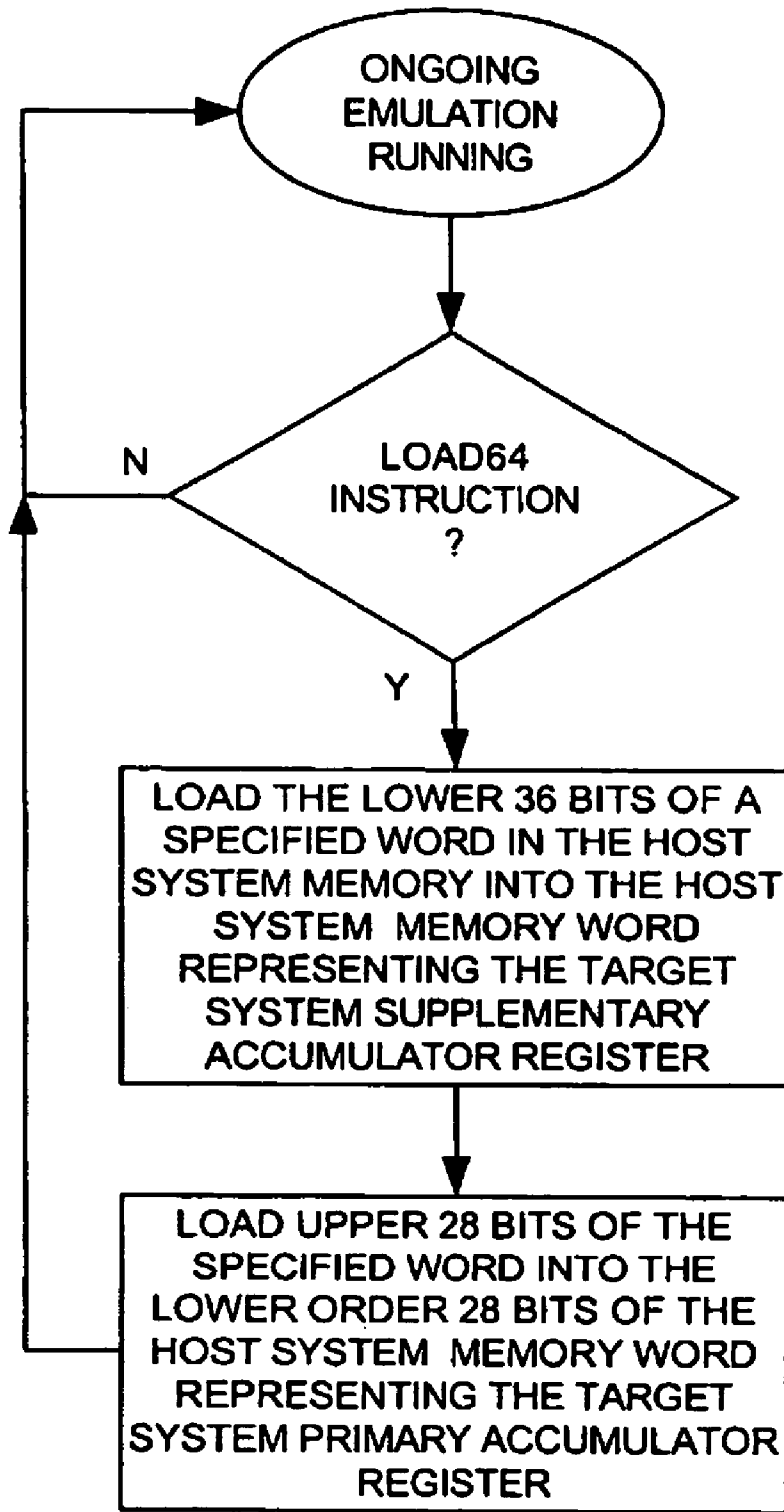 ONGOING
EMULATION
RUNNING
LOAD64
INSTRUCTION
?
N
Y
LOAD THE LOWER 36 BITS OF A
SPECIFIED WORD IN THE HOST
SYSTEM MEMORY INTO THE HOST
SYSTEM MEMORY WORD
REPRESENTING THE TARGET
SYSTEM SUPPLEMENTARY
ACCUMULATOR REGISTER
LOAD UPPER 28 BITS OF THE
SPECIFIED WORD INTO THE
LOWER ORDER 28 BITS OF THE
HOST SYSTEM MEMORY WORD
REPRESENTING THE TARGET
SYSTEM PRIMARY ACCUMULATOR
REGISTER